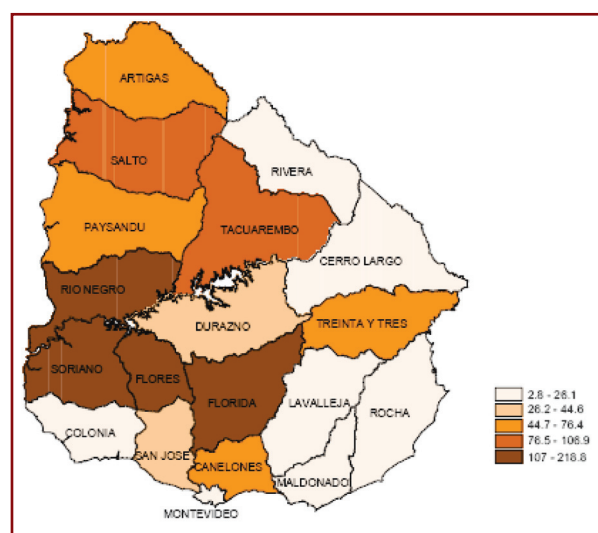 ARTIGAS
SALTO
RIVERA
PAYSANDU
TACUAREMBO
CERRO LARGO
RIO NEGRO
DURAZNO
TREINTA Y TRES
SORIANO
FLORES
FLORIDA
LAVALLEJA
ROCHA
COLONIA
SAN JOSE
CANELONES
MALDONADO
MONTEVIDEO
2.8 - 26.1
26.2 - 44.6
44.7 - 76.4
76.5 - 106.9
107 - 218.8